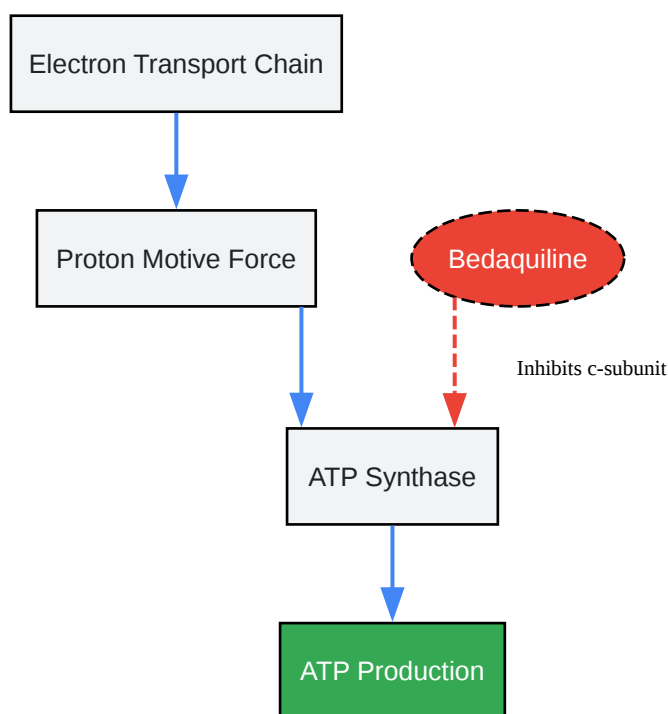 Electron Transport Chain
Proton Motive Force
Bedaquiline
Inhibits c-subunit
ATP Synthase
ATP Production